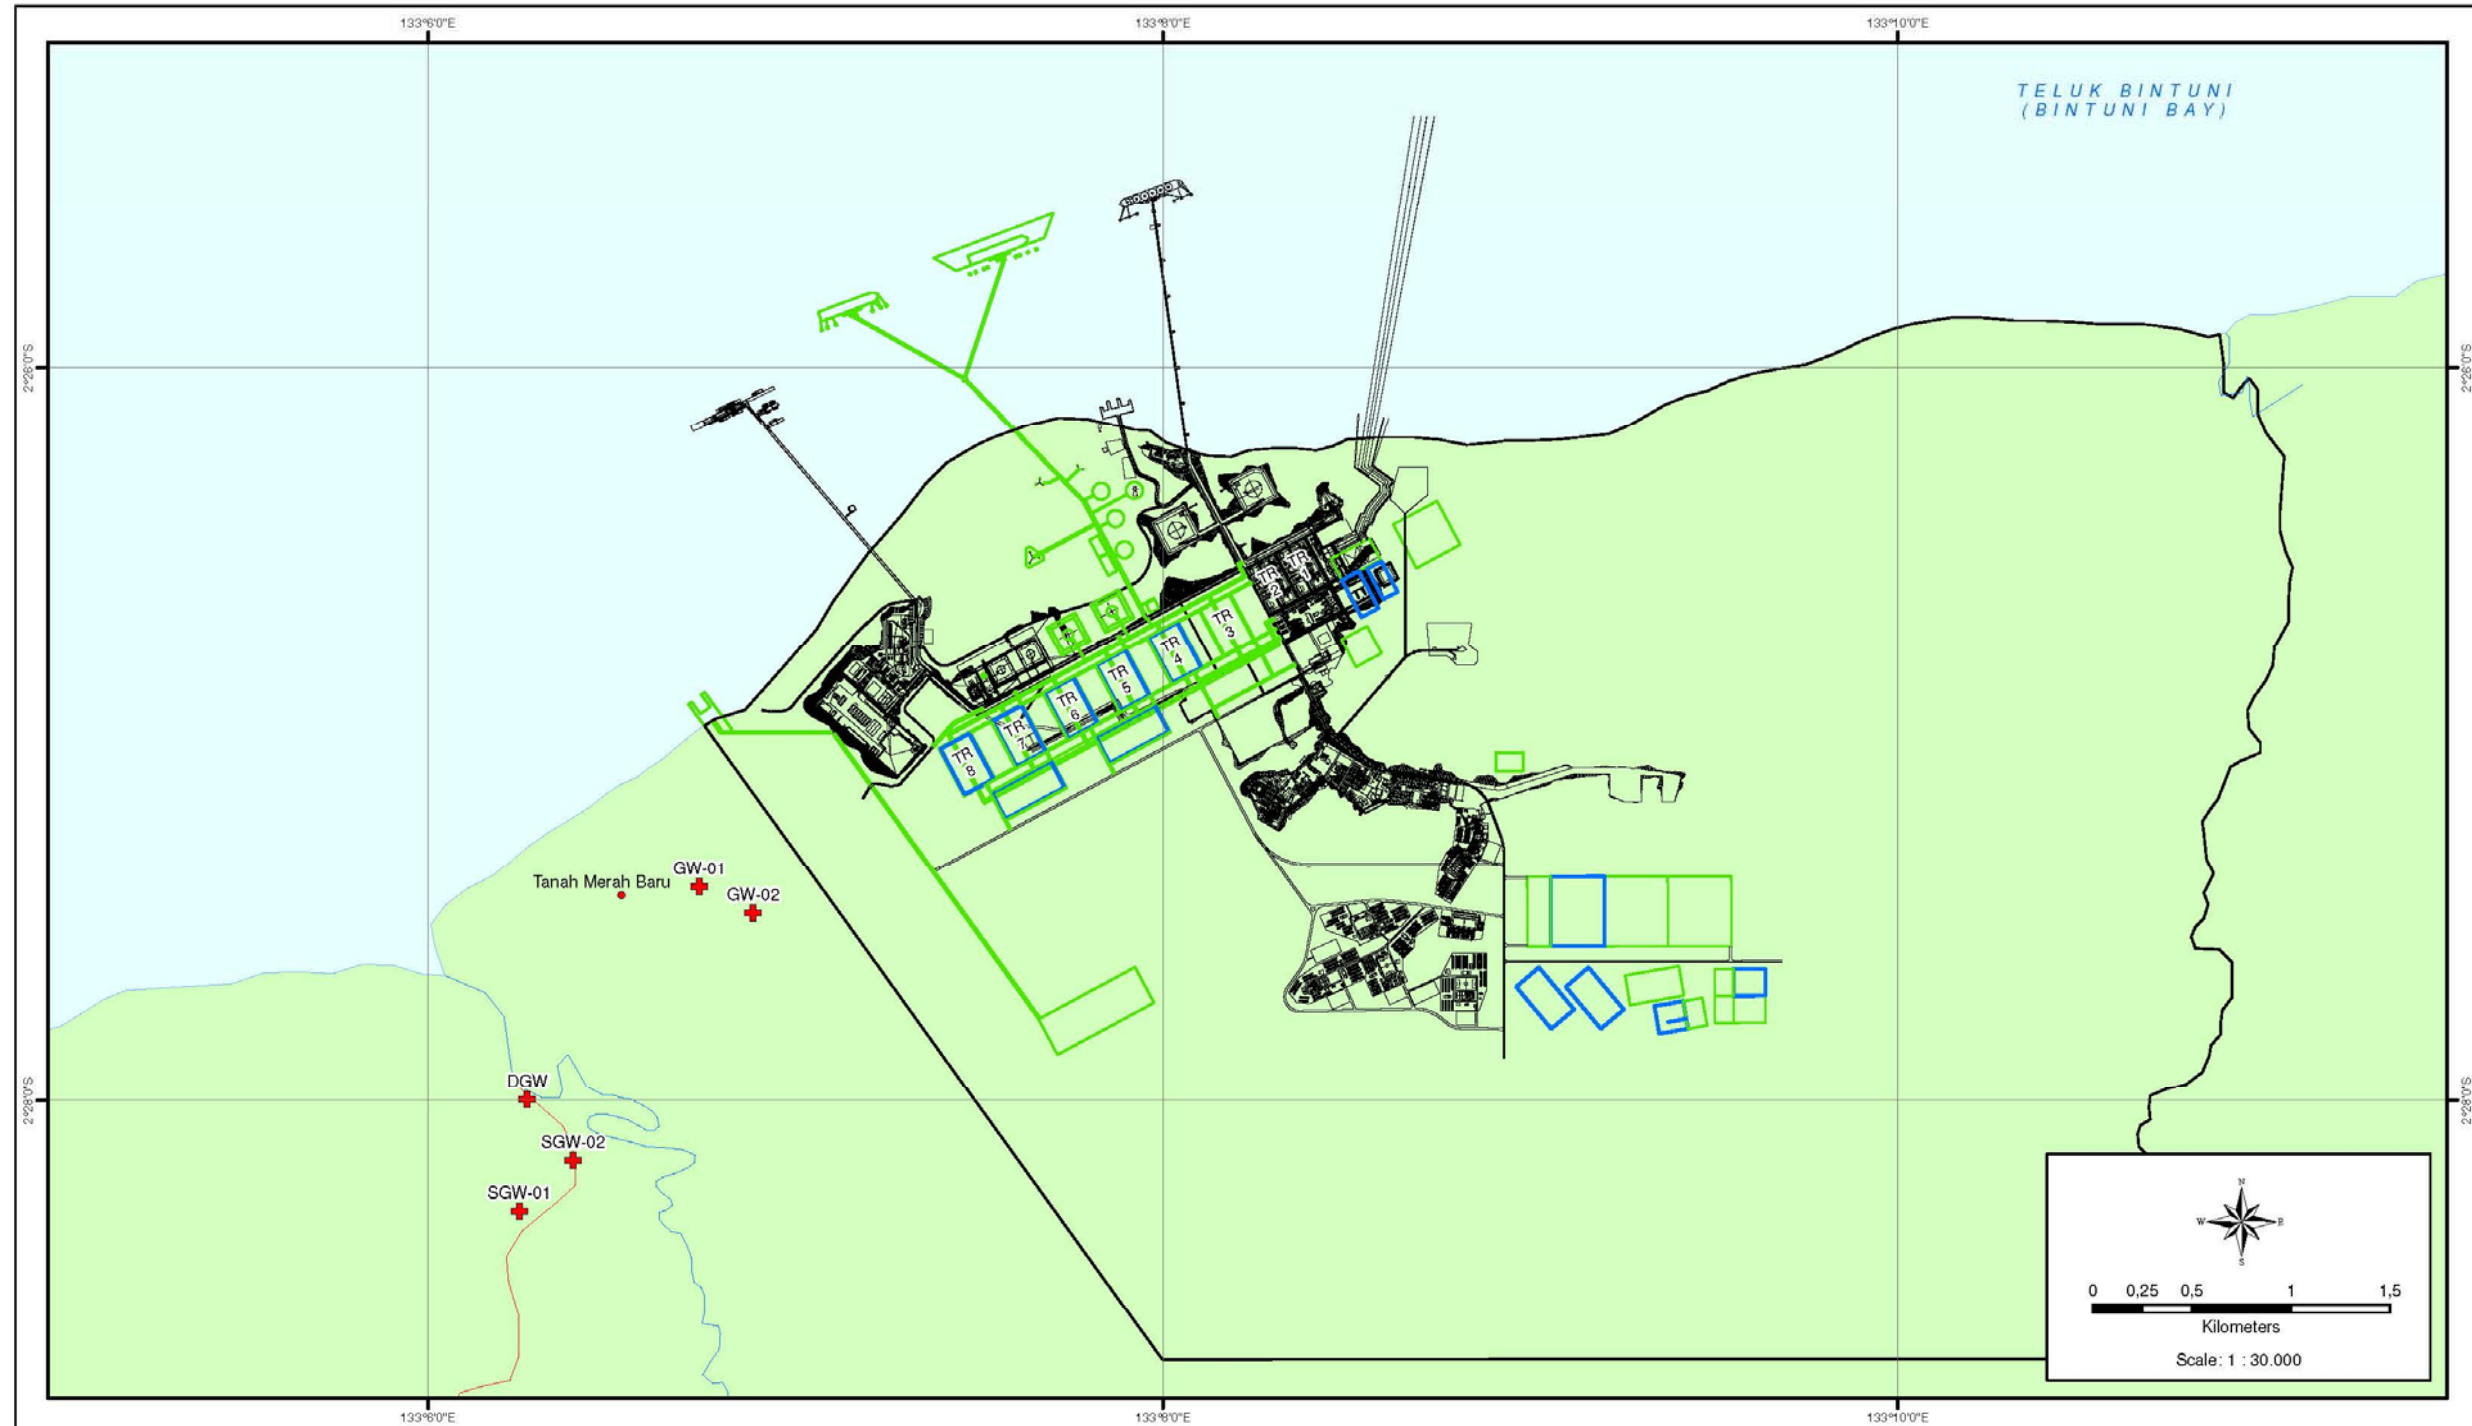 133°6'0"E
133°8'0"E
133°10'0"E
TELUK BINTUNI
(BINTUNI BAY)
2°26'0"S
2°26'0"S
TR 1
TR 2
TR 3
TR 4
TR 5
TR 6
TR 7
TR 8
GW-01
Tanah Merah Baru
GW-02
DGW
2°28'0"S
2°28'0"S
SGW-02
SGW-01
N
W
E
S
0 0,25 0,5 1 1,5
Kilometers
Scale: 1 : 30.000
133°6'0"E
133°8'0"E
133°10'0"E